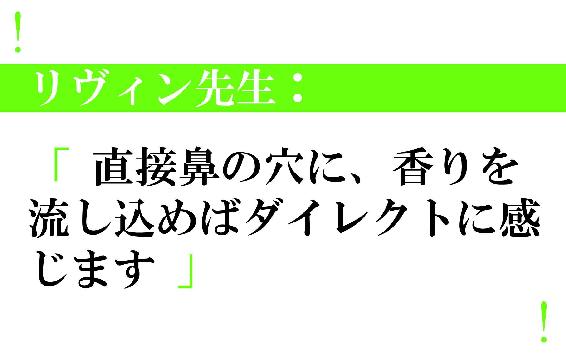 !
リヴィン先生：
「 直接鼻の穴に、香りを
流し込めばダイレクトに感
じます 」
!